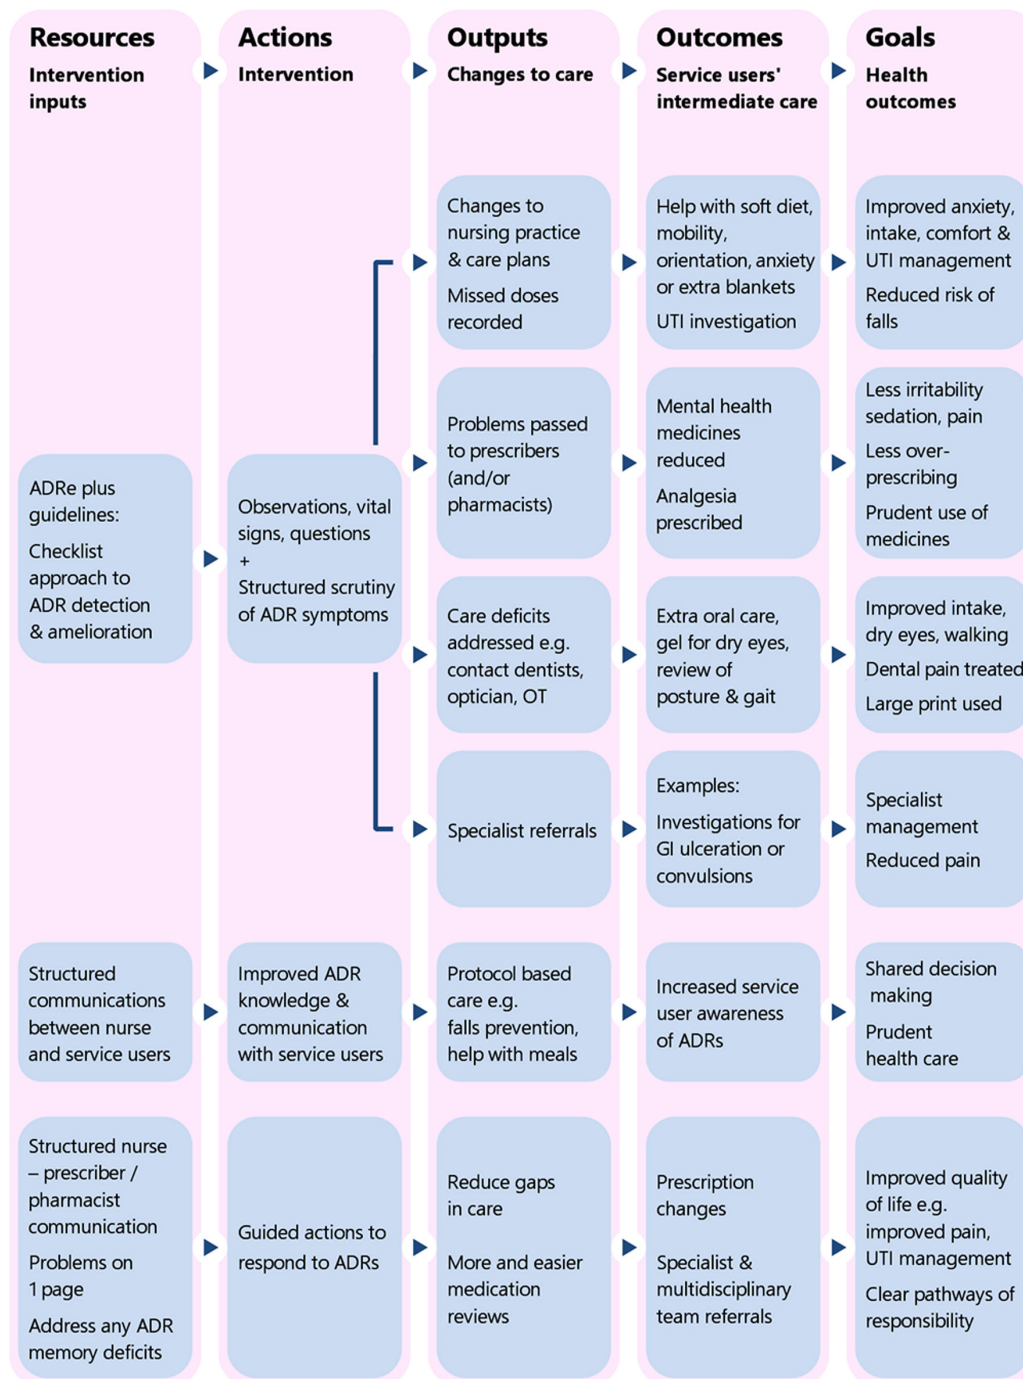 Resources
Intervention
inputs
Actions
Intervention
Outputs
Changes to care
Outcomes
Service users'
intermediate care
Goals
Health
outcomes
Changes to
nursing practice
& care plans
Missed doses
recorded
Help with soft diet,
mobility,
orientation, anxiety
or extra blankets
UTI investigation
Improved anxiety,
intake, comfort &
UTI management
Reduced risk of
falls
ADRe plus
guidelines:
Checklist
approach to
ADR detection
& amelioration
Observations, vital
signs, questions
+
Structured scrutiny
of ADR symptoms
Problems passed
to prescribers
(and/or
pharmacists)
Mental health
medicines
reduced
Analgesia
prescribed
Less irritability
sedation, pain
Less over-
prescribing
Prudent use of
medicines
Care deficits
addressed e.g.
contact dentists,
optician, OT
Extra oral care,
gel for dry eyes,
review of
posture & gait
Improved intake,
dry eyes, walking
Dental pain treated
Large print used
Specialist referrals
Examples:
Investigations for
GI ulceration or
convulsions
Specialist
management
Reduced pain
Structured
communications
between nurse
and service users
Improved ADR
knowledge &
communication
with service users
Protocol based
care e.g.
falls prevention,
help with meals
Increased service
user awareness
of ADRs
Shared decision
making
Prudent
health care
Structured nurse
– prescriber /
pharmacist
communication
Problems on
1 page
Address any ADR
memory deficits
Guided actions to
respond to ADRs
Reduce gaps
in care
More and easier
medication
reviews
Prescription
changes
Specialist &
multidisciplinary
team referrals
Improved quality
of life e.g.
improved pain,
UTI management
Clear pathways of
responsibility